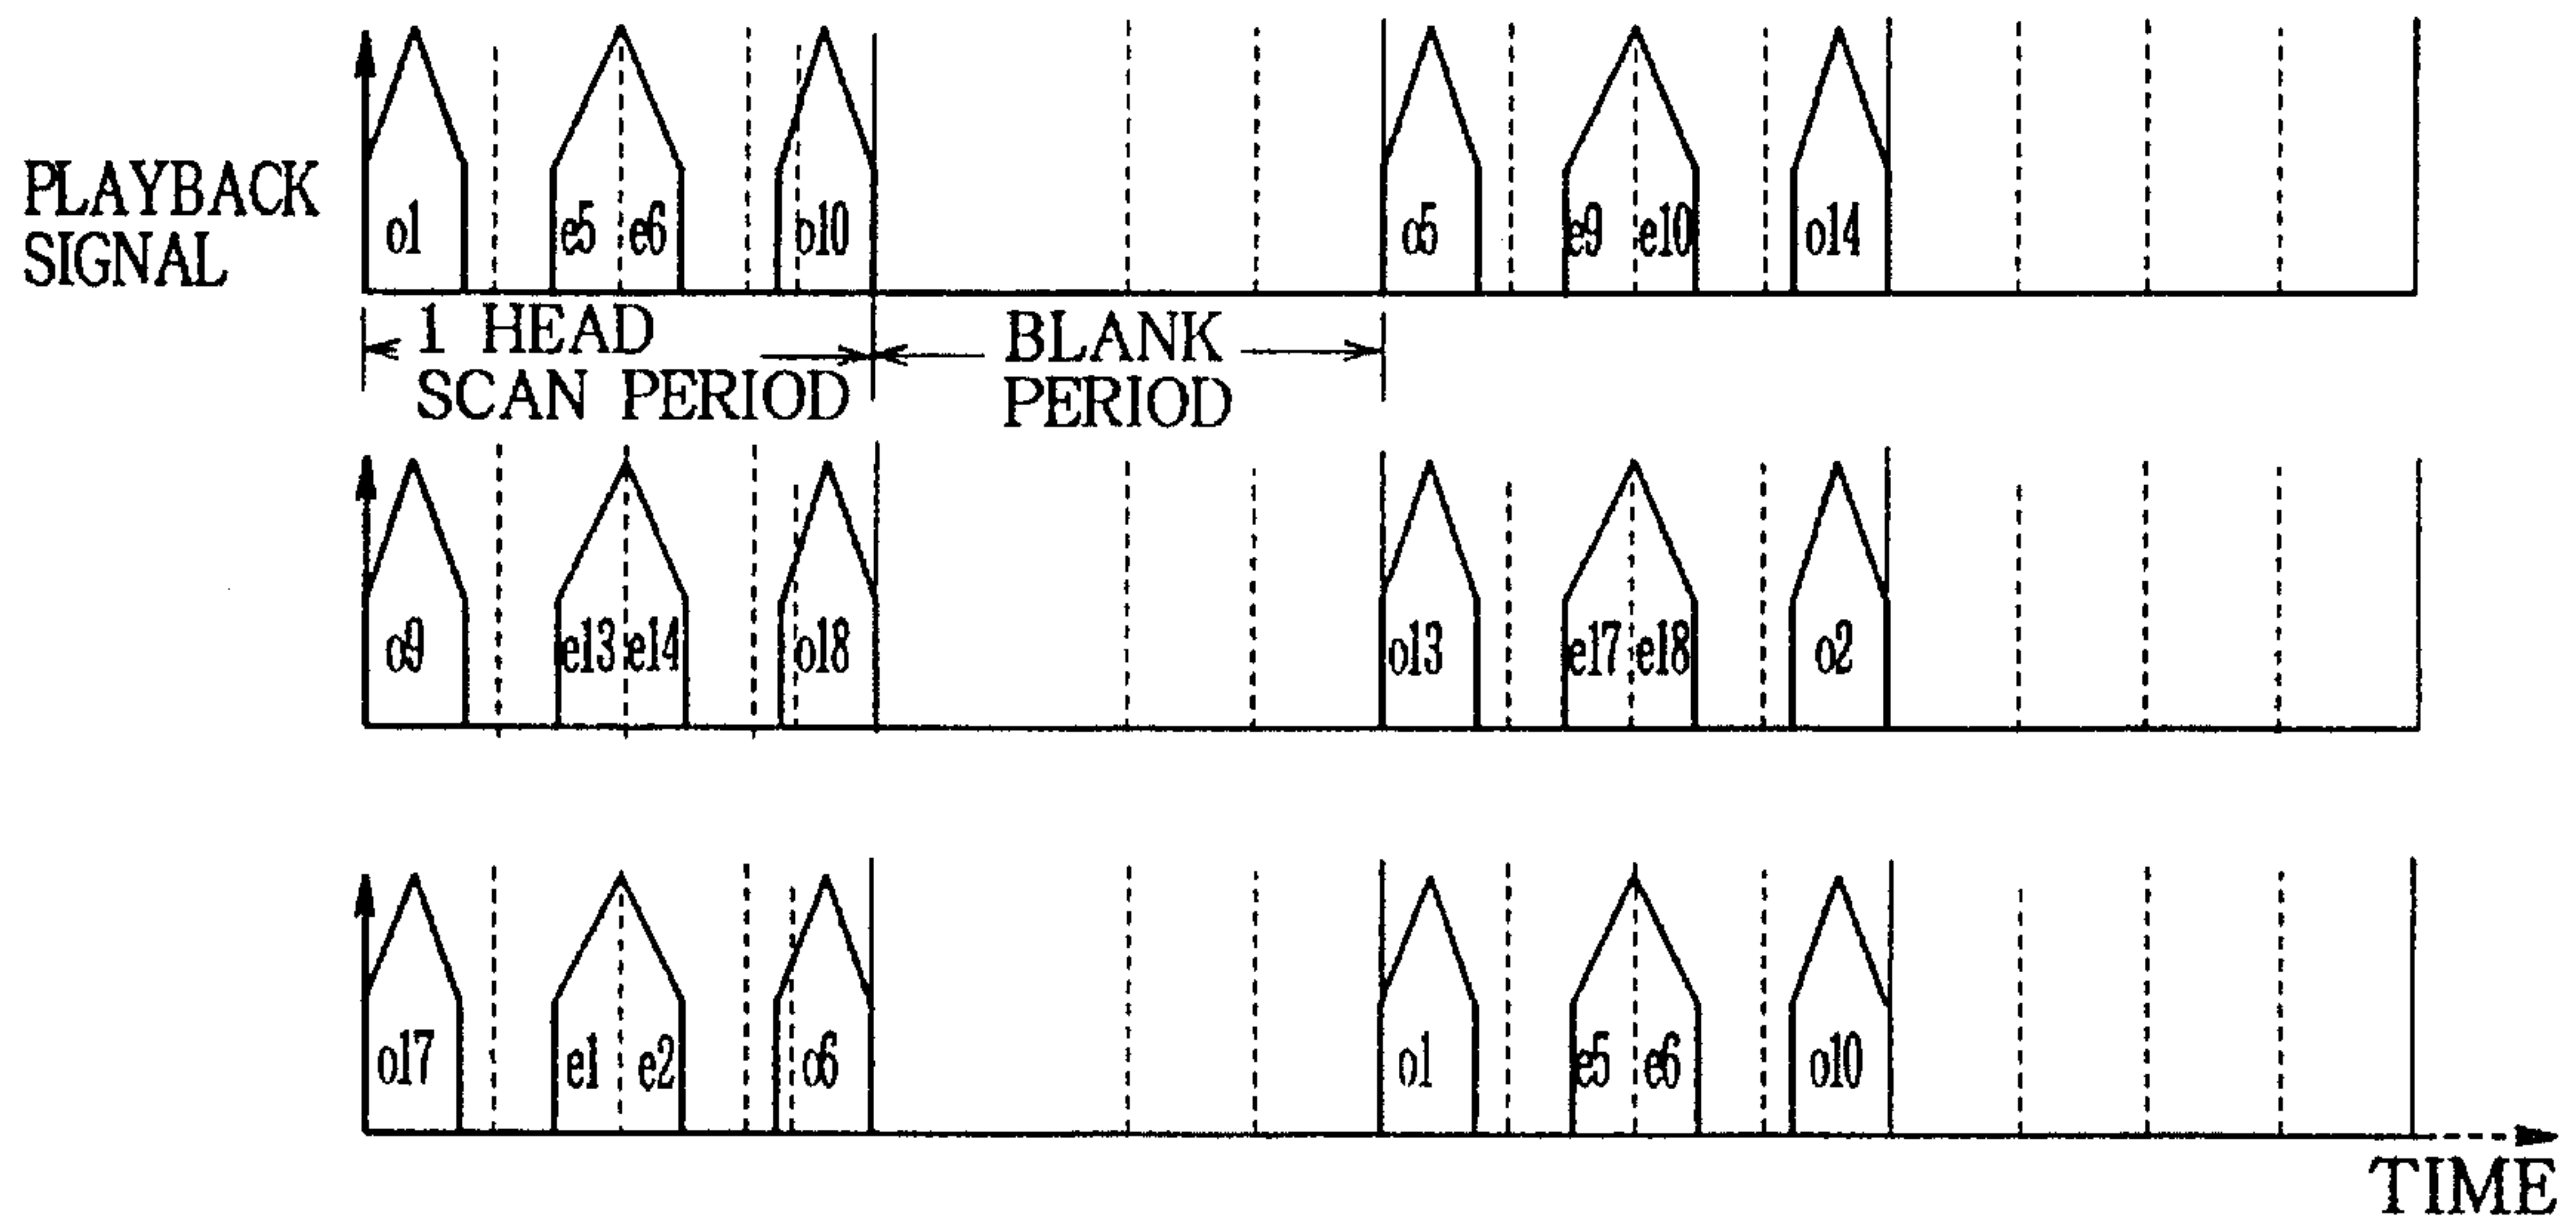 PLAYBACK
SIGNAL
o1 e5 e6 o10 o5 e9 e10 o14
1 HEAD
SCAN PERIOD
BLANK
PERIOD
o9 e13 e14 o18 o13 e17 e18 o2
o17 e1 e2 o6 o1 e5 e6 o10
TIME